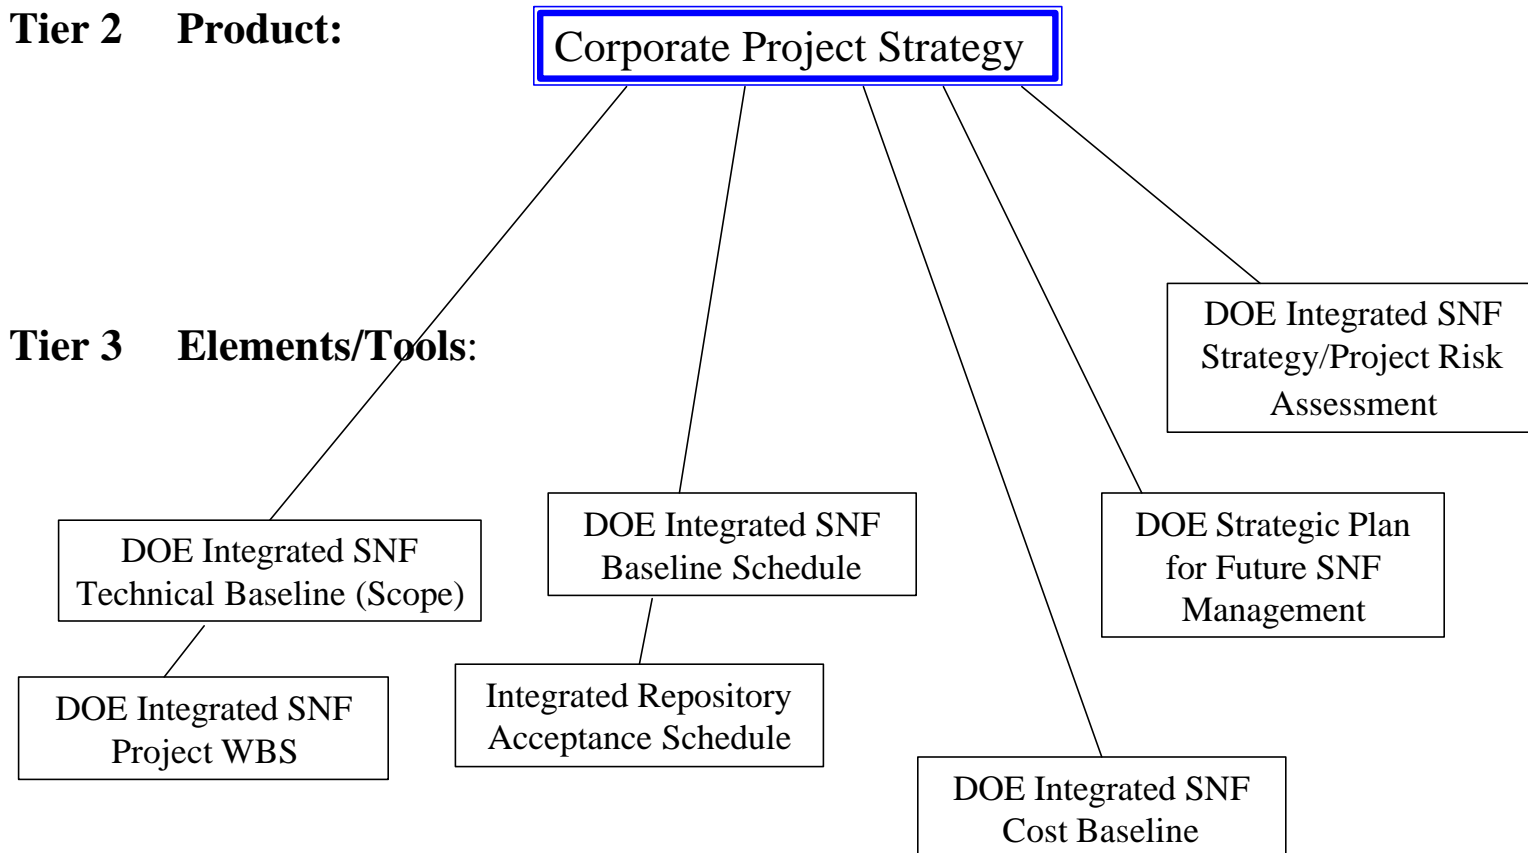 Tier 2 Product:
Corporate Project Strategy
Tier 3 Elements/Tools:
DOE Integrated SNF
Strategy/Project Risk
Assessment
DOE Integrated SNF
Technical Baseline (Scope)
DOE Integrated SNF
Baseline Schedule
DOE Strategic Plan
for Future SNF
Management
DOE Integrated SNF
Project WBS
Integrated Repository
Acceptance Schedule
DOE Integrated SNF
Cost Baseline